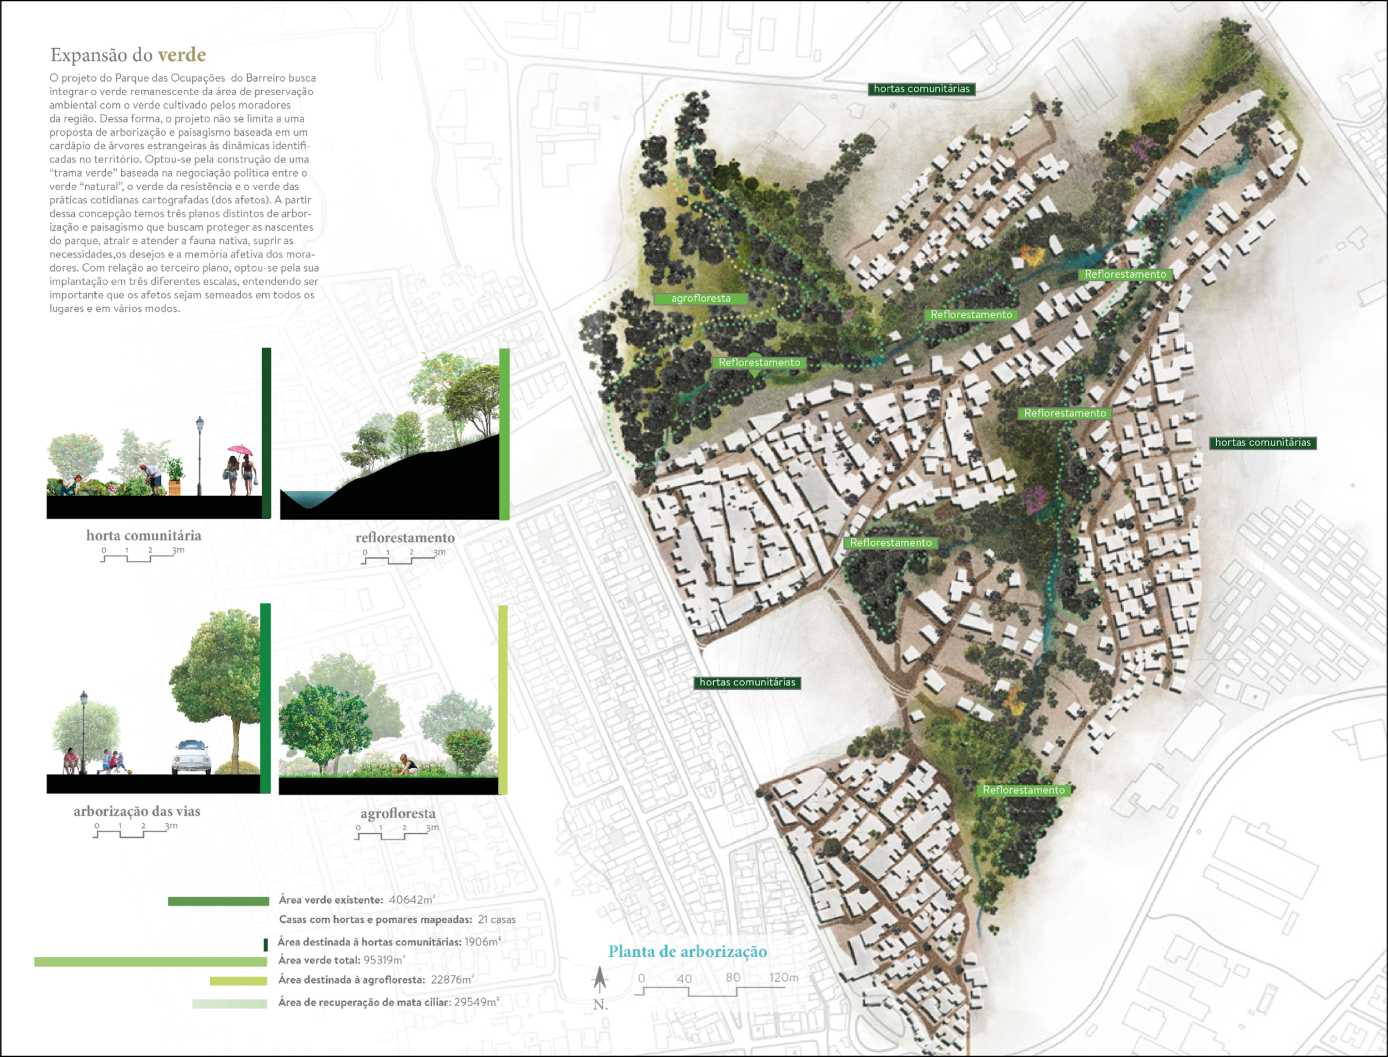 Expansão do verde
O projeto do Parque das Ocupações do Barreiro busca
integrar o verde remanescente da área de preservação
ambiental com o verde cultivado pelos moradores
da região. Dessa forma, o projeto não se limita a uma
proposta de arborização e paisagismo baseada em um
cardápio de árvores estrangeiras às dinâmicas identifi-
cadas no território. Optou-se pela construção de uma
“trama verde” baseada na negociação política entre o
verde “natural”, o verde da resistência e o verde das
práticas cotidianas cartografadas (dos afetos). A partir
dessa concepção temos três planos distintos de arbor-
ização e paisagismo que buscam proteger as nascentes
do parque, atrair e atender a fauna nativa, suprir as
necessidades,os desejos e a memória afetiva dos mora-
dores. Com relação ao terceiro plano, optou-se pela sua
implantação em três diferentes escalas, entendendo ser
importante que os afetos sejam semeados em todos os
lugares e em vários modos.
horta comunitária
0 1 2 3m
reflorestamento
0 1 2 3m
arborização das vias
0 1 2 3m
agrofloresta
0 1 2 3m
Área verde existente: 40642m²
Casas com hortas e pomares mapeadas: 21 casas
Área destinada à hortas comunitárias: 1906m²
Área verde total: 95319m²
Área destinada à agrofloresta: 22876m²
Área de recuperação de mata ciliar: 29549m²
hortas comunitárias
Reflorestamento
agrofloresta
Reflorestamento
Reflorestamento
Reflorestamento
hortas comunitárias
Reflorestamento
hortas comunitárias
Reflorestamento
Planta de arborização
0 40 80 120m
N.